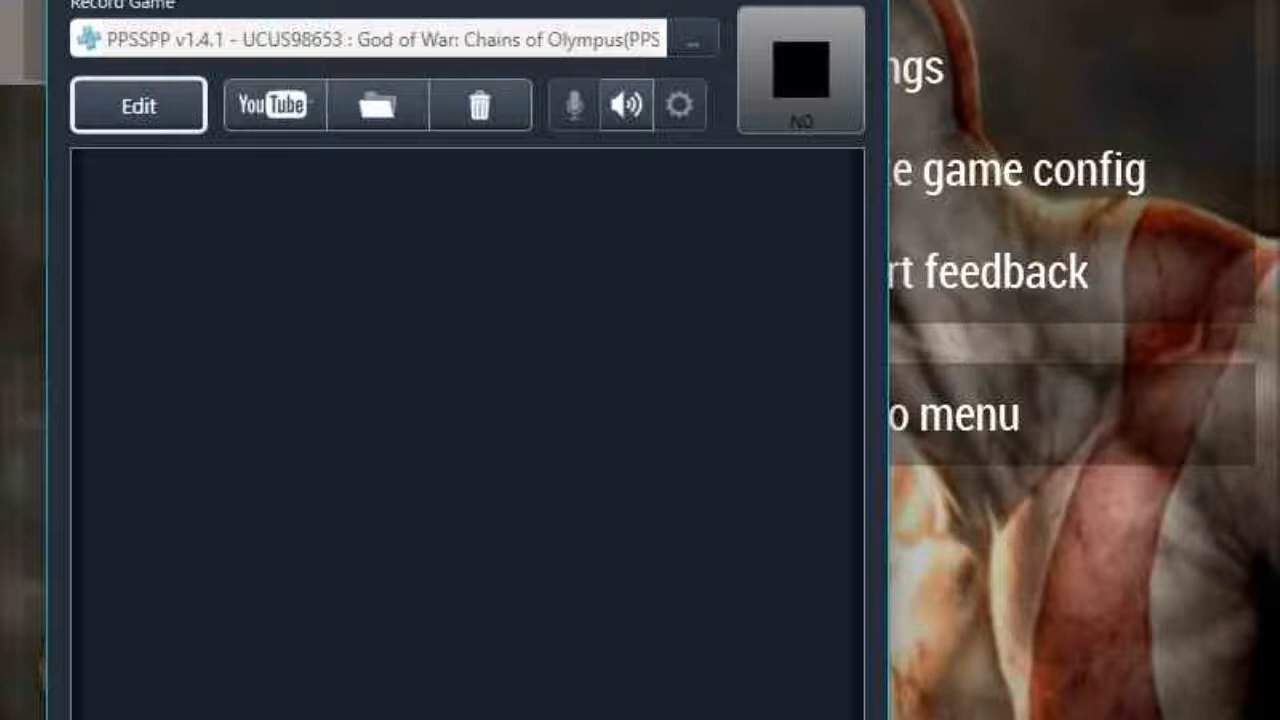 Record Game
PPSSPP v1.4.1 - UCUS98653 : God of War: Chains of Olympus(PPS
...
Edit
YouTube
N0
ngs
e game config
rt feedback
o menu